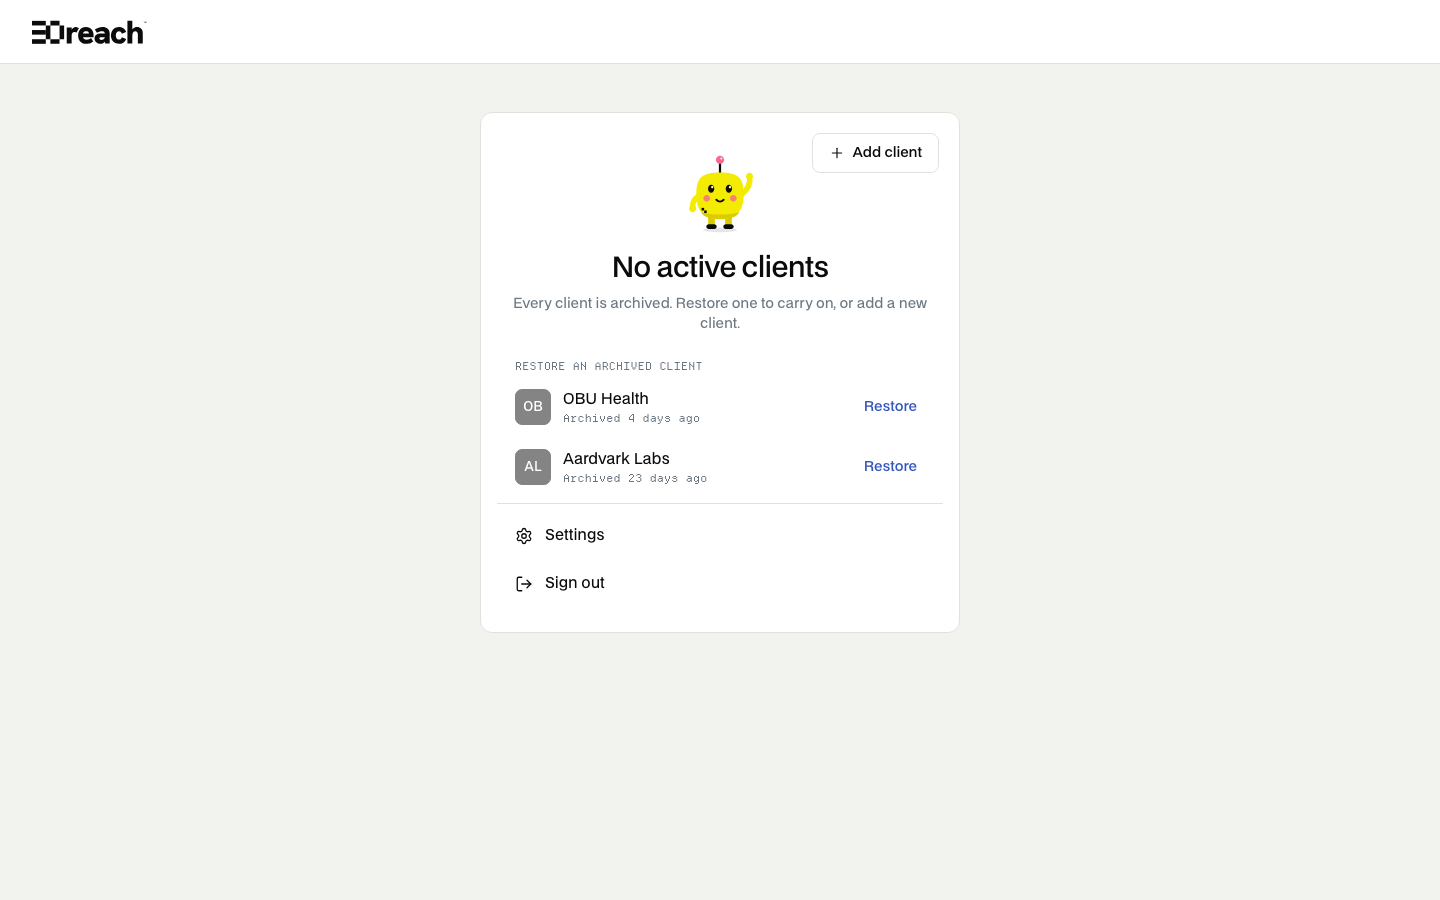 reach
Add client
No active clients
Every client is archived. Restore one to carry on, or add a new
client.
RESTORE AN ARCHIVED CLIENT
OB
OBU Health
Archived 4 days ago
Restore
AL
Aardvark Labs
Archived 23 days ago
Restore
Settings
Sign out